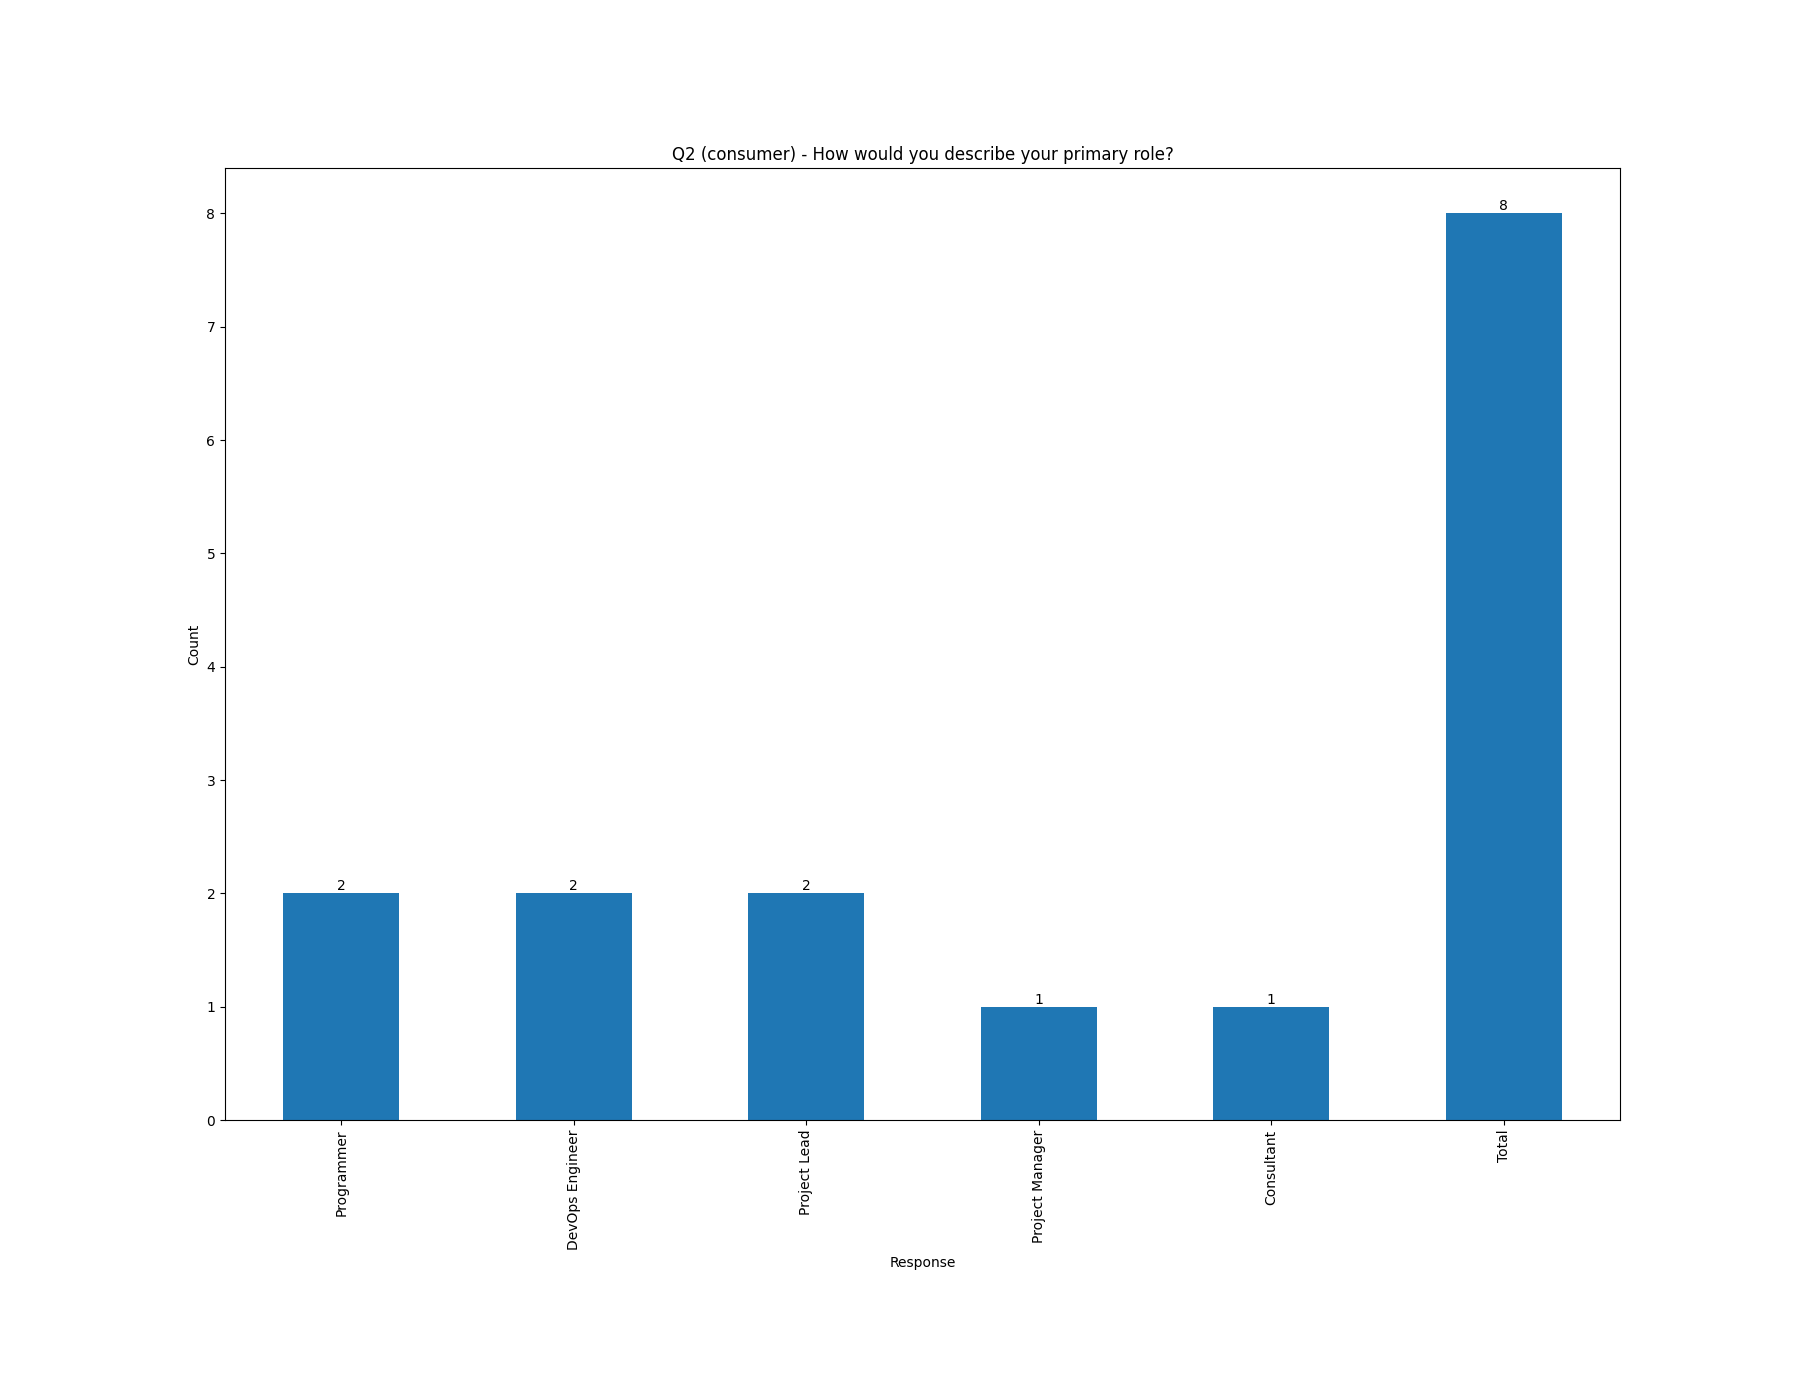 Q2 (consumer) - How would you describe your primary role?
8
8
7
6
5
Count
4
3
2
2
2
2
1
1
1
0
Programmer
DevOps Engineer
Project Lead
Project Manager
Consultant
Total
Response